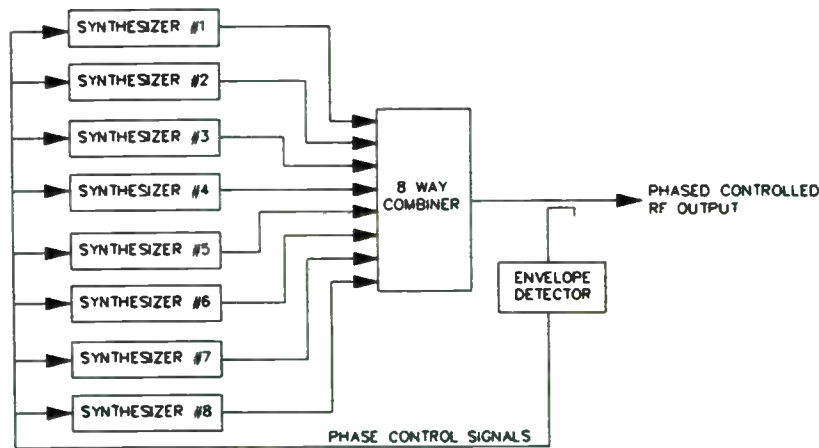 SYNTHESIZER #1
SYNTHESIZER #2
SYNTHESIZER #3
SYNTHESIZER #4
SYNTHESIZER #5
SYNTHESIZER #6
SYNTHESIZER #7
SYNTHESIZER #8
8 WAY
COMBINER
PHASED CONTROLLED
RF OUTPUT
ENVELOPE
DETECTOR
PHASE CONTROL SIGNALS